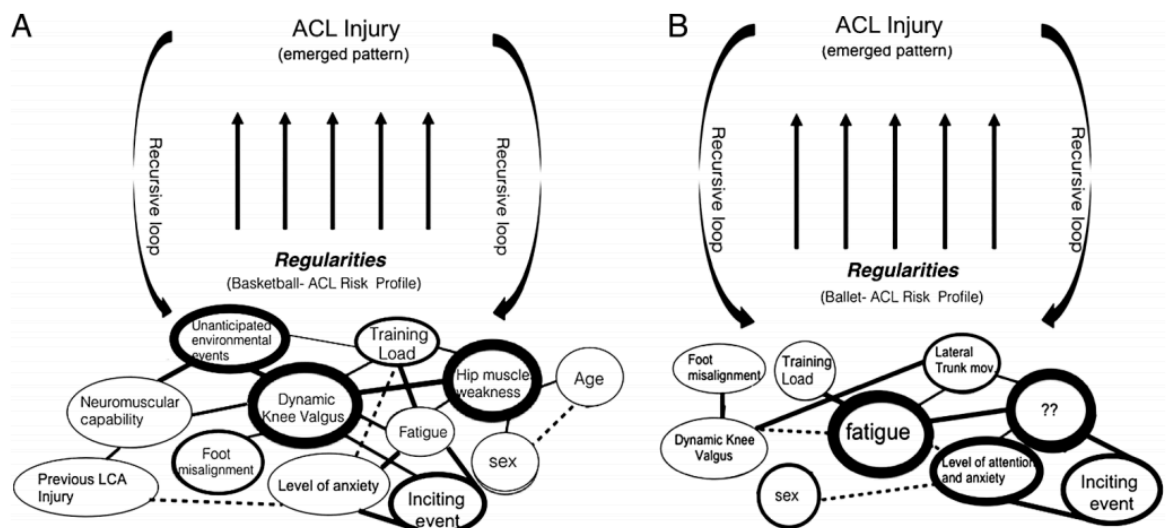 A
ACL Injury
(emerged pattern)
Recursive loop
Recursive loop
Regularities
(Basketball- ACL Risk Profile)
Unanticipated
environmental
events
Training
Load
Hip muscles
weakness
Age
Neuromuscular
capability
Dynamic
Knee Valgus
Fatigue
Foot
misalignment
sex
Previous LCA
Injury
Level of anxiety
Inciting
event
B
ACL Injury
(emerged pattern)
Recursive loop
Recursive loop
Regularities
(Ballet- ACL Risk Profile)
Foot
misalignment
Training
Load
Lateral
Trunk mov.
??
Dynamic Knee
Valgus
fatigue
Level of attention
and anxiety
sex
Inciting
event